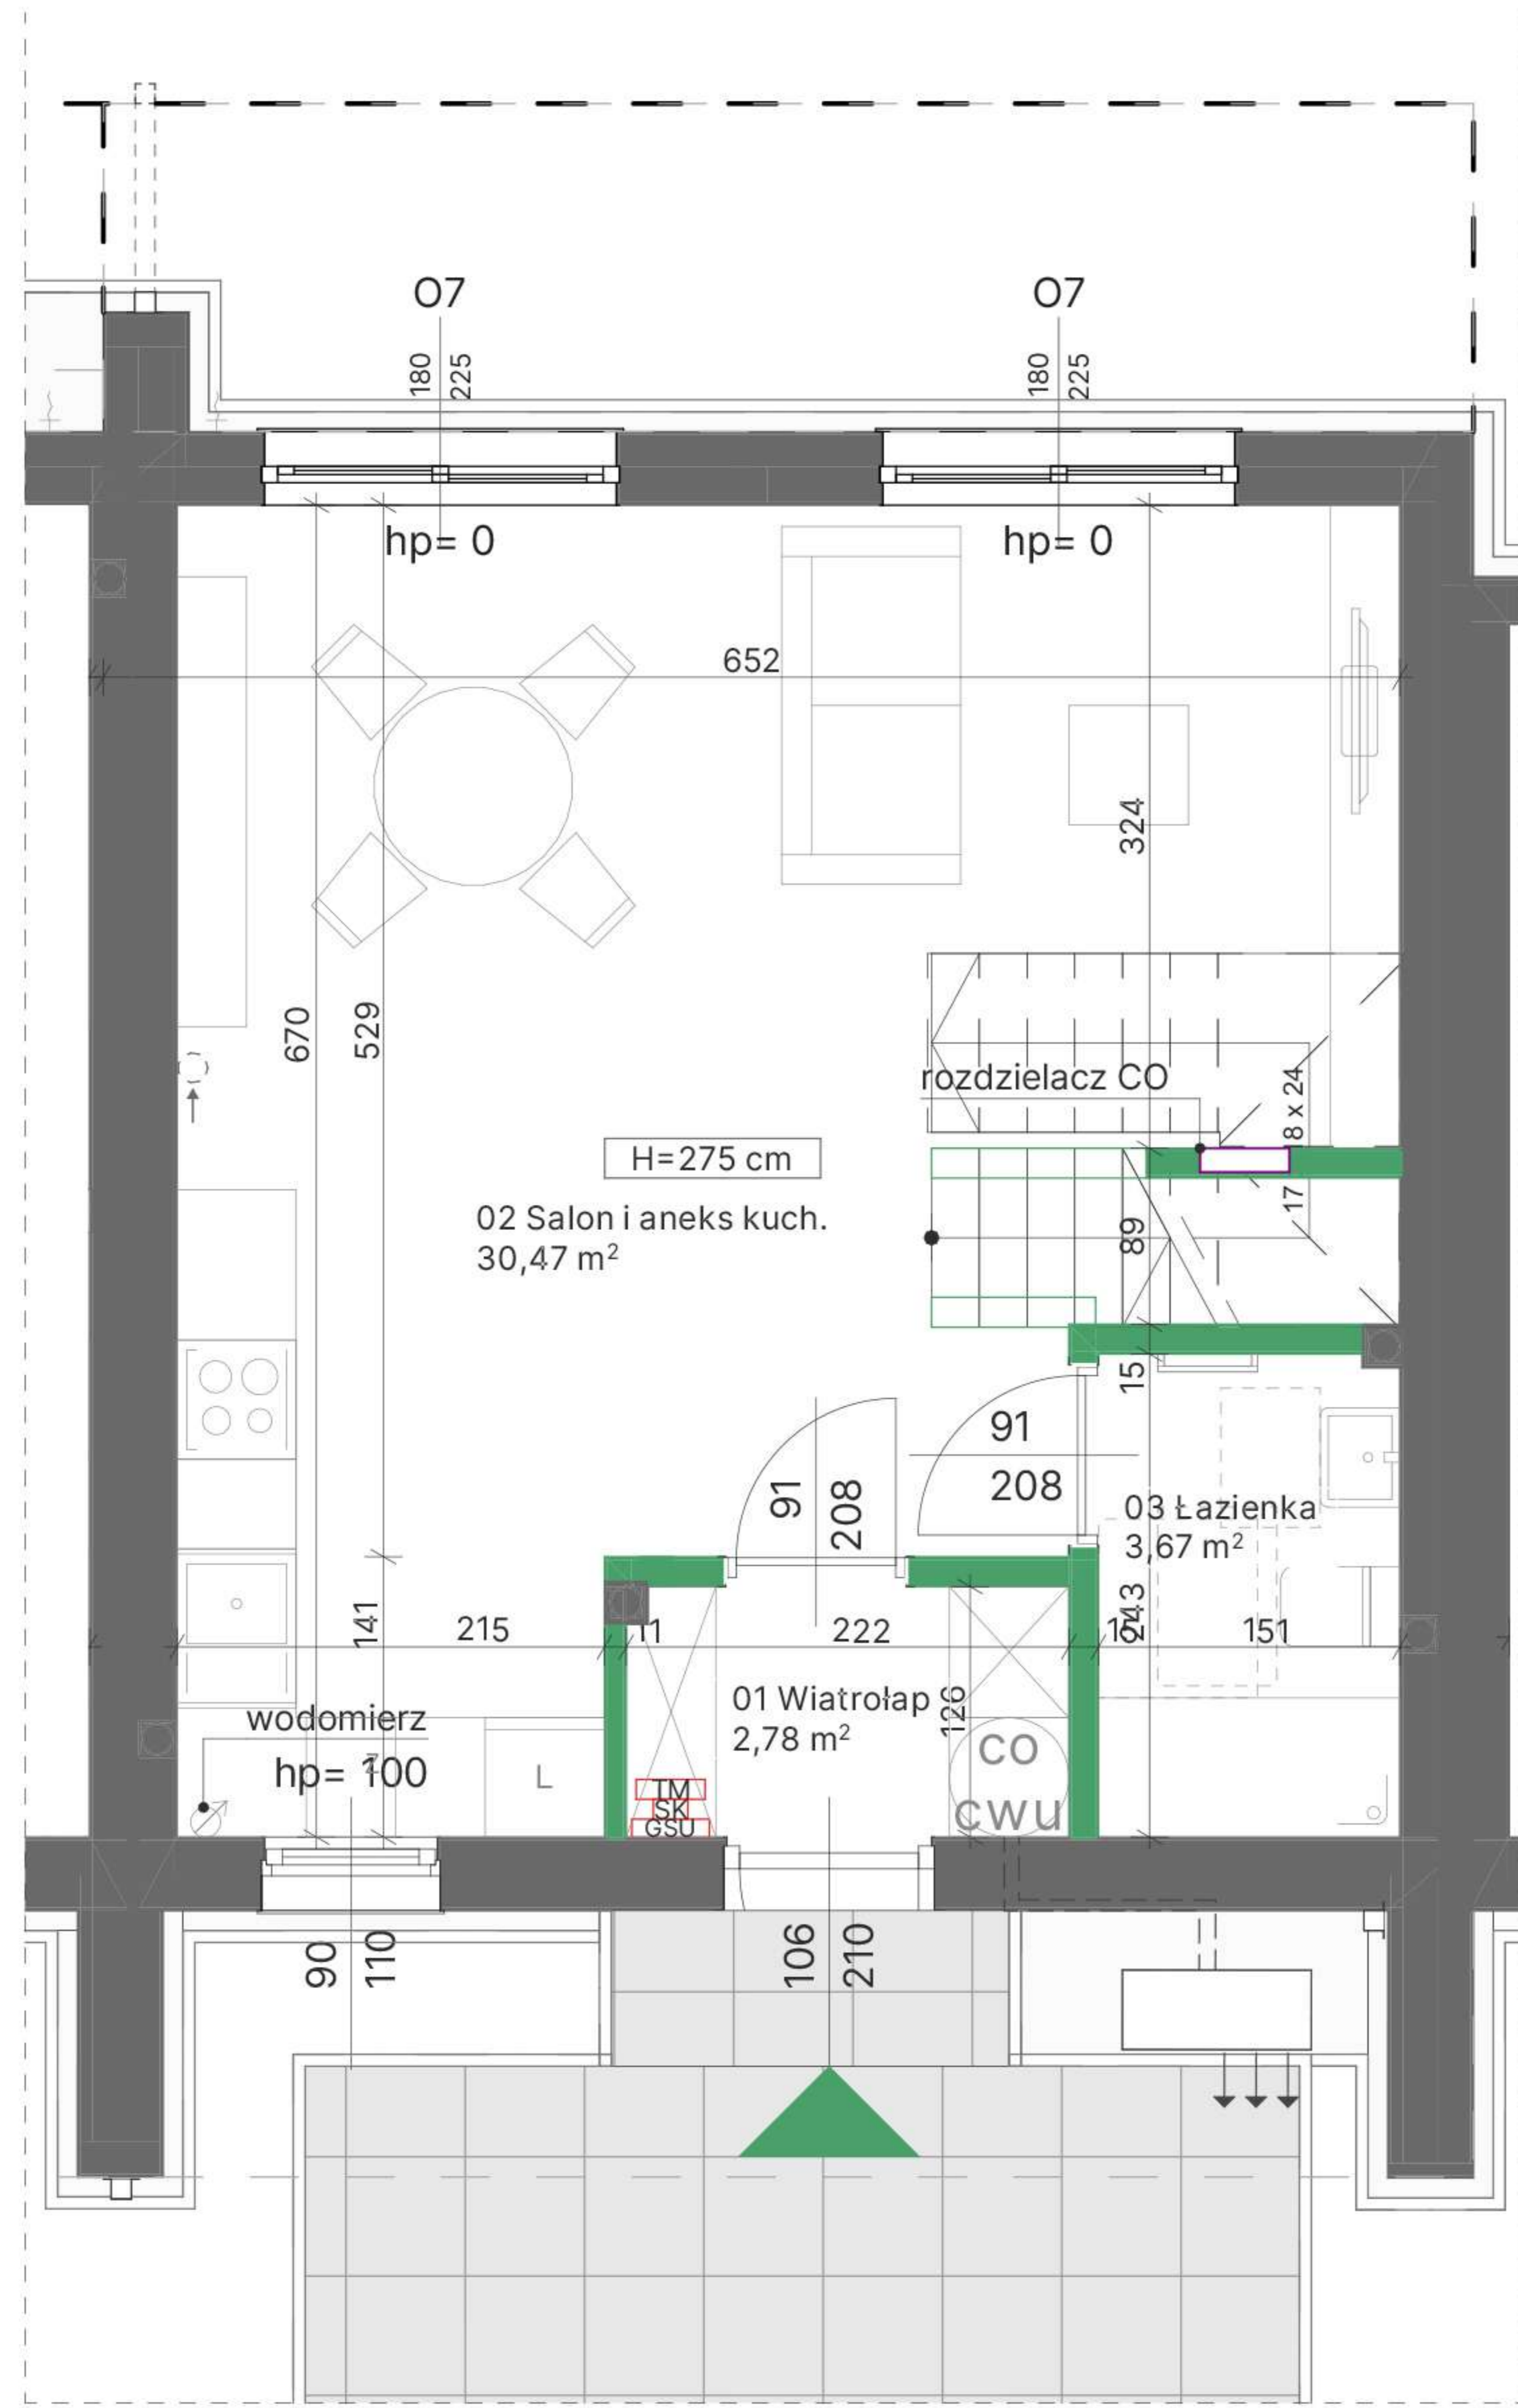 O7
O7
180
225
180
225
hp= 0
hp= 0
652
324
670
529
rozdzielacz CO
8 x 24
H=275 cm
17
02 Salon i aneks kuch.
30,47 m²
89
15
91
208
91
208
03 Łazienka
3,67 m²
243
141
215
11
222
151
01 Wiatrołap
2,78 m²
126
wodomierz
hp= 100
Z
L
CO
cwu
TM
SK
GSU
90
110
106
210